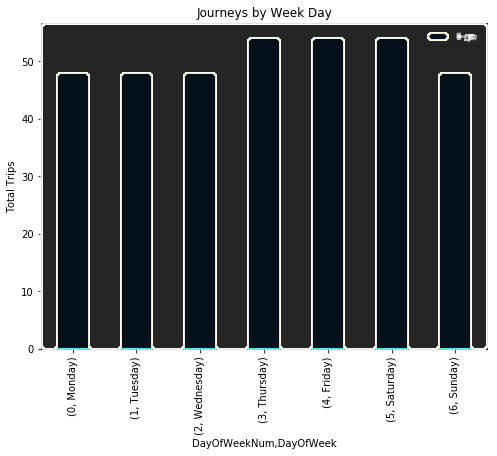 Journeys by Week Day
Total Trips
50
40
30
20
10
0
(0, Monday)
(1, Tuesday)
(2, Wednesday)
(3, Thursday)
(4, Friday)
(5, Saturday)
(6, Sunday)
DayOfWeekNum,DayOfWeek